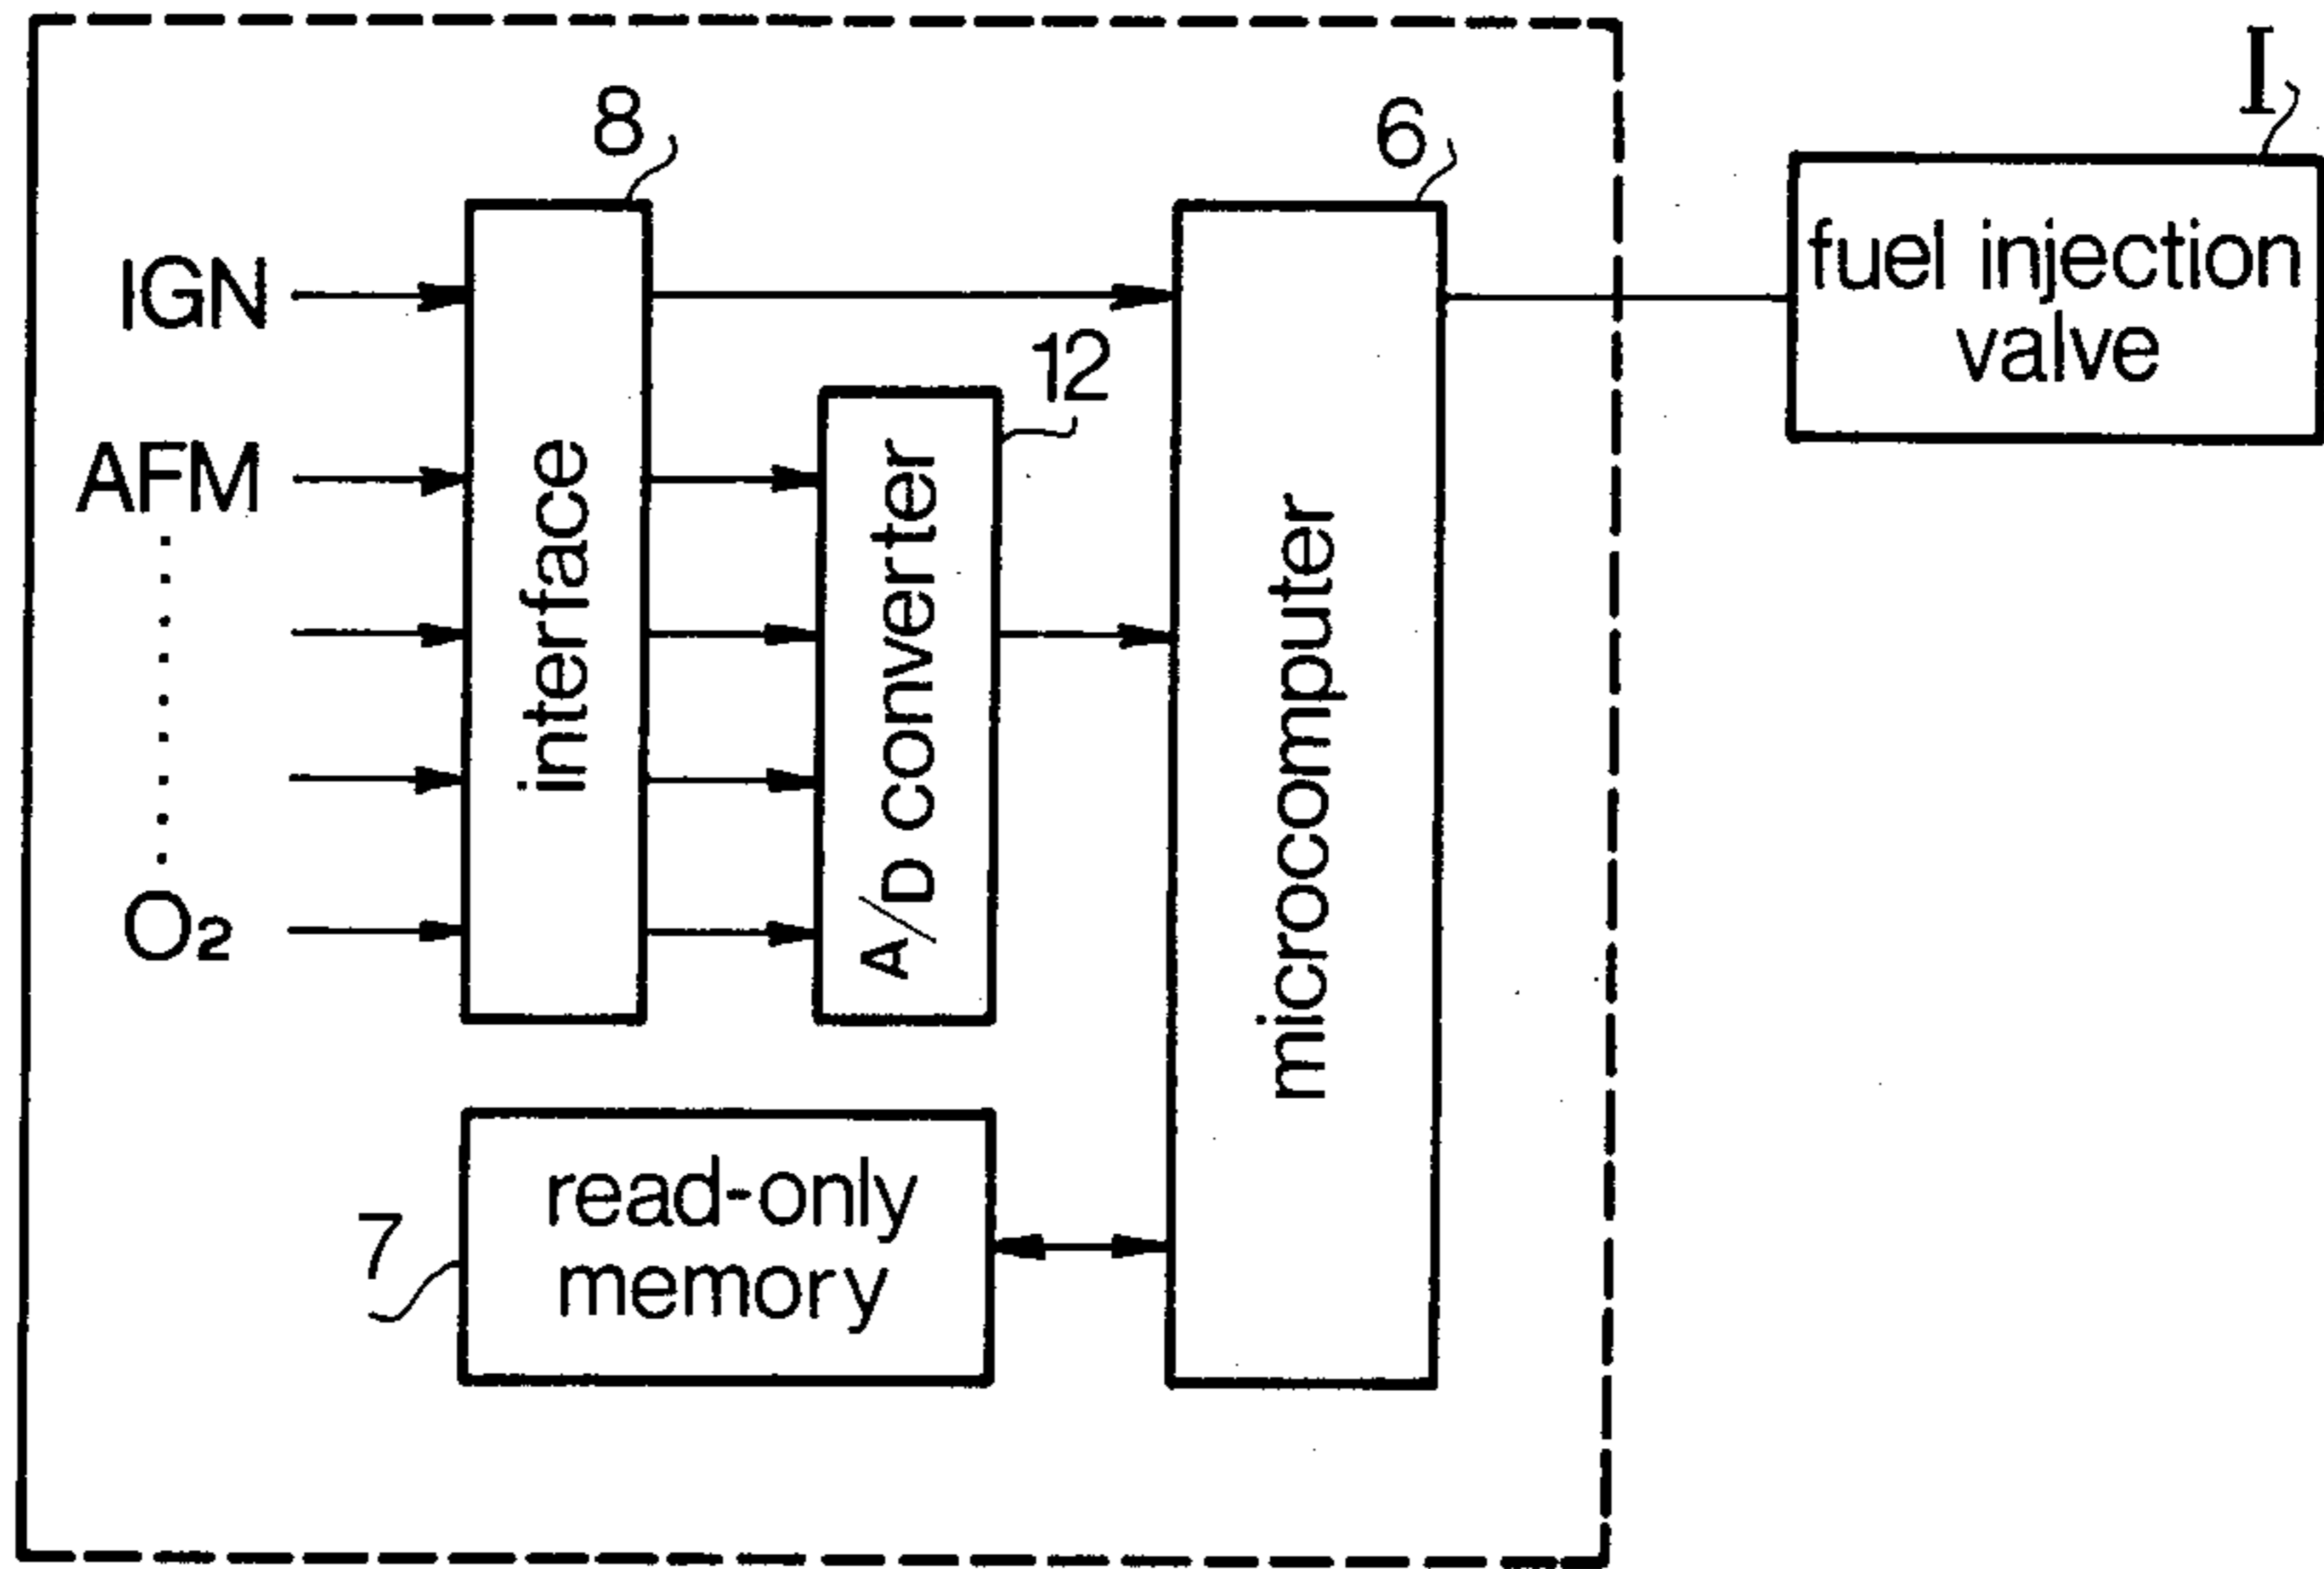 I
8
6
fuel injection
valve
IGN
12
AFM
interface
A/D converter
microcomputer
O₂
read-only
memory
7